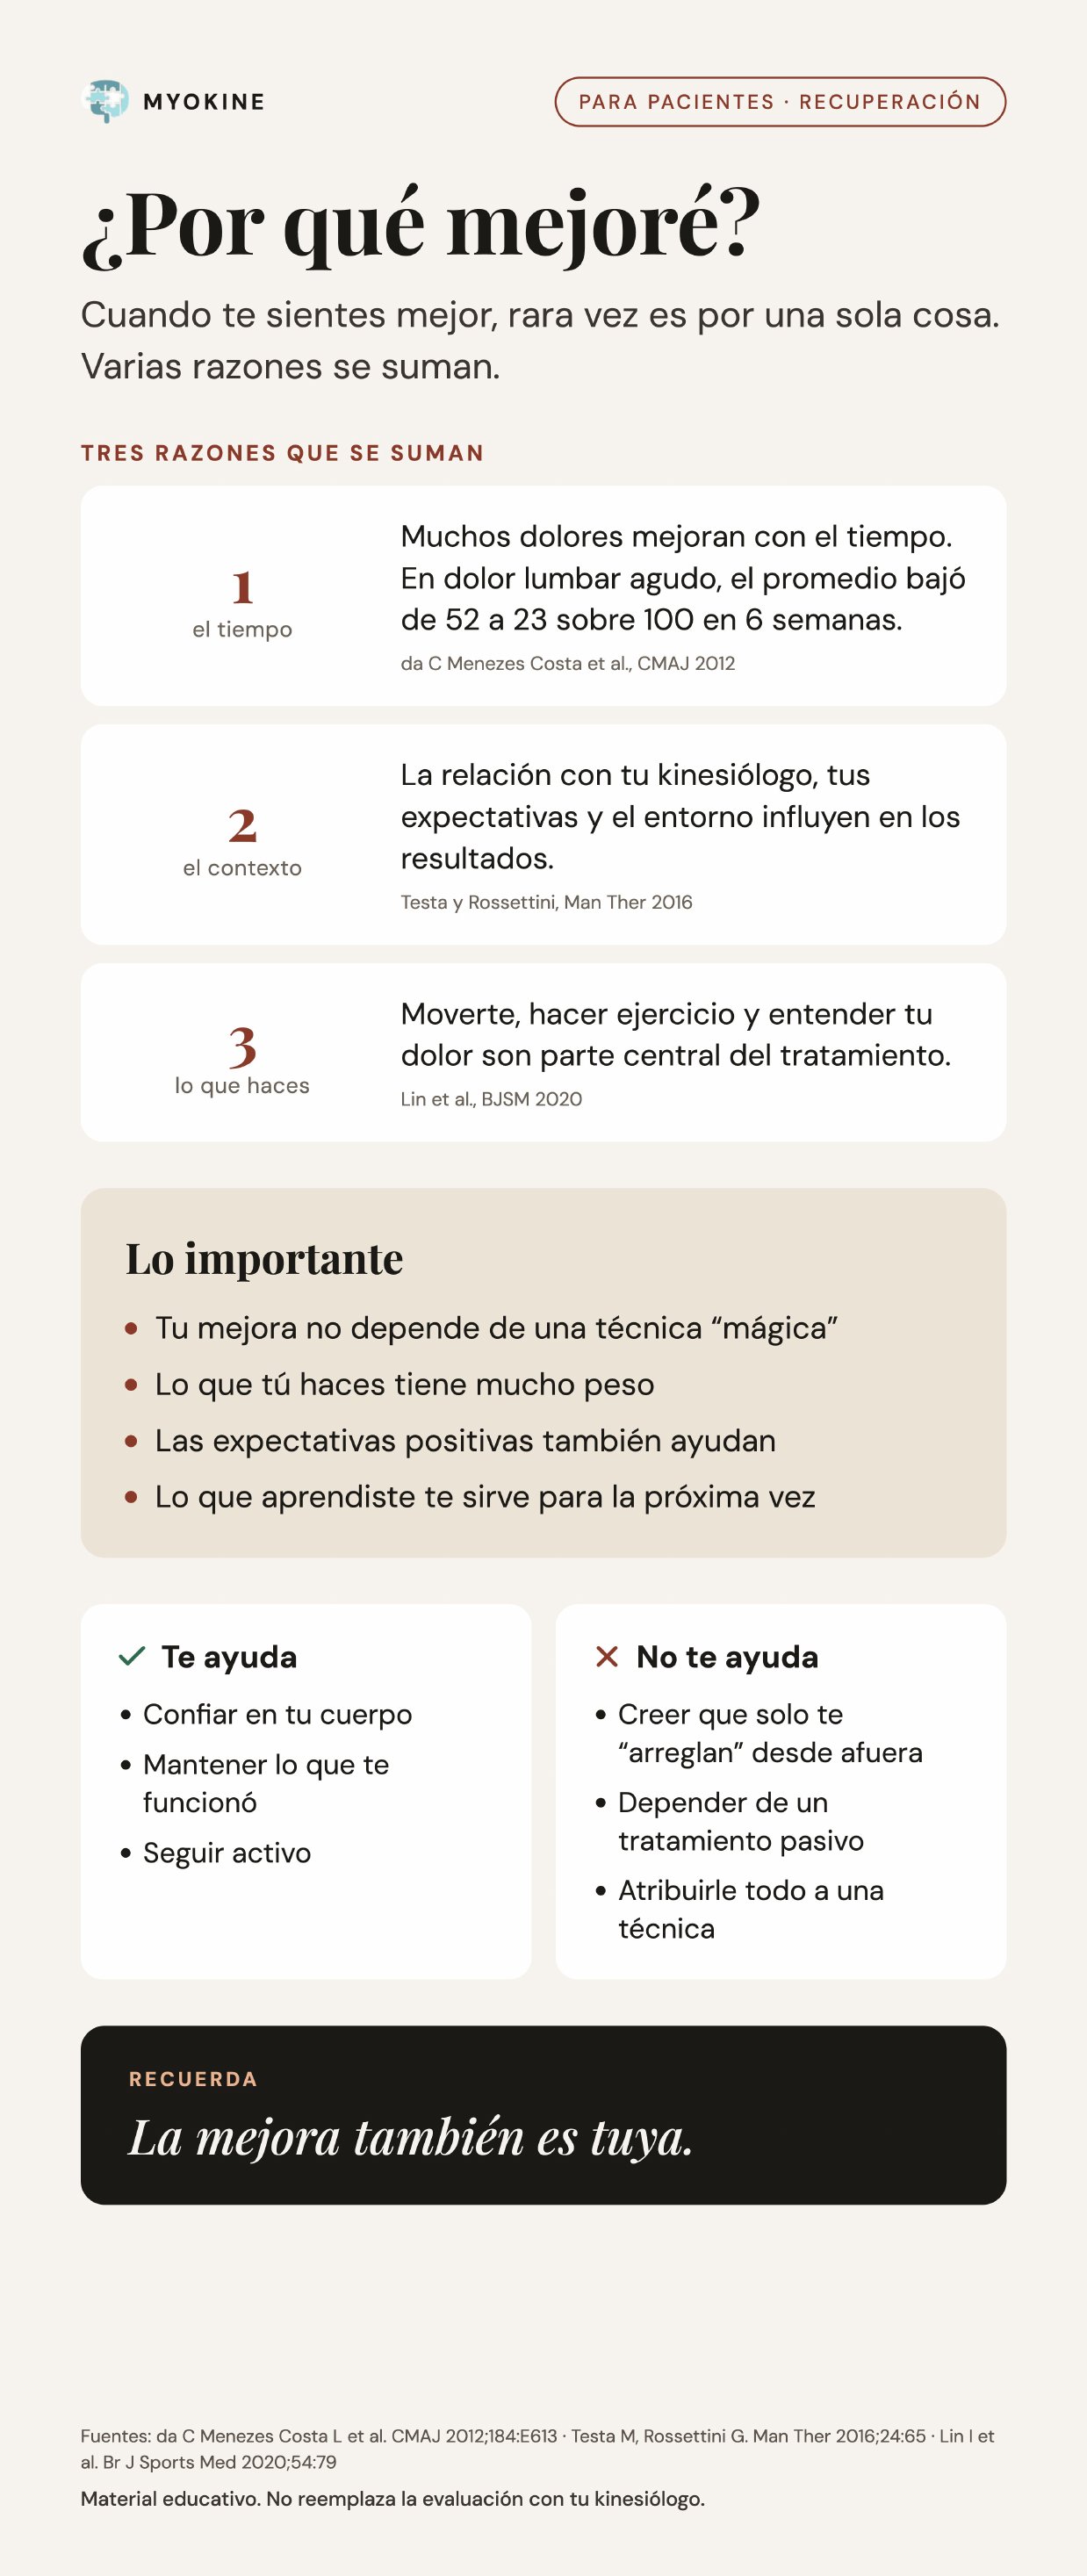 MYOKINE
PARA PACIENTES · RECUPERACIÓN
¿Por qué mejoré?
Cuando te sientes mejor, rara vez es por una sola cosa.
Varias razones se suman.
TRES RAZONES QUE SE SUMAN
1
el tiempo
Muchos dolores mejoran con el tiempo.
En dolor lumbar agudo, el promedio bajó
de 52 a 23 sobre 100 en 6 semanas.
da C Menezes Costa et al., CMAJ 2012
2
el contexto
La relación con tu kinesiólogo, tus
expectativas y el entorno influyen en los
resultados.
Testa y Rossettini, Man Ther 2016
3
lo que haces
Moverte, hacer ejercicio y entender tu
dolor son parte central del tratamiento.
Lin et al., BJSM 2020
Lo importante
• Tu mejora no depende de una técnica “mágica”
• Lo que tú haces tiene mucho peso
• Las expectativas positivas también ayudan
• Lo que aprendiste te sirve para la próxima vez
✓ Te ayuda
• Confiar en tu cuerpo
• Mantener lo que te
funcionó
• Seguir activo
✕ No te ayuda
• Creer que solo te
“arreglan” desde afuera
• Depender de un
tratamiento pasivo
• Atribuirle todo a una
técnica
RECUERDA
La mejora también es tuya.
Fuentes: da C Menezes Costa L et al. CMAJ 2012;184:E613 · Testa M, Rossettini G. Man Ther 2016;24:65 · Lin I et
al. Br J Sports Med 2020;54:79
Material educativo. No reemplaza la evaluación con tu kinesiólogo.